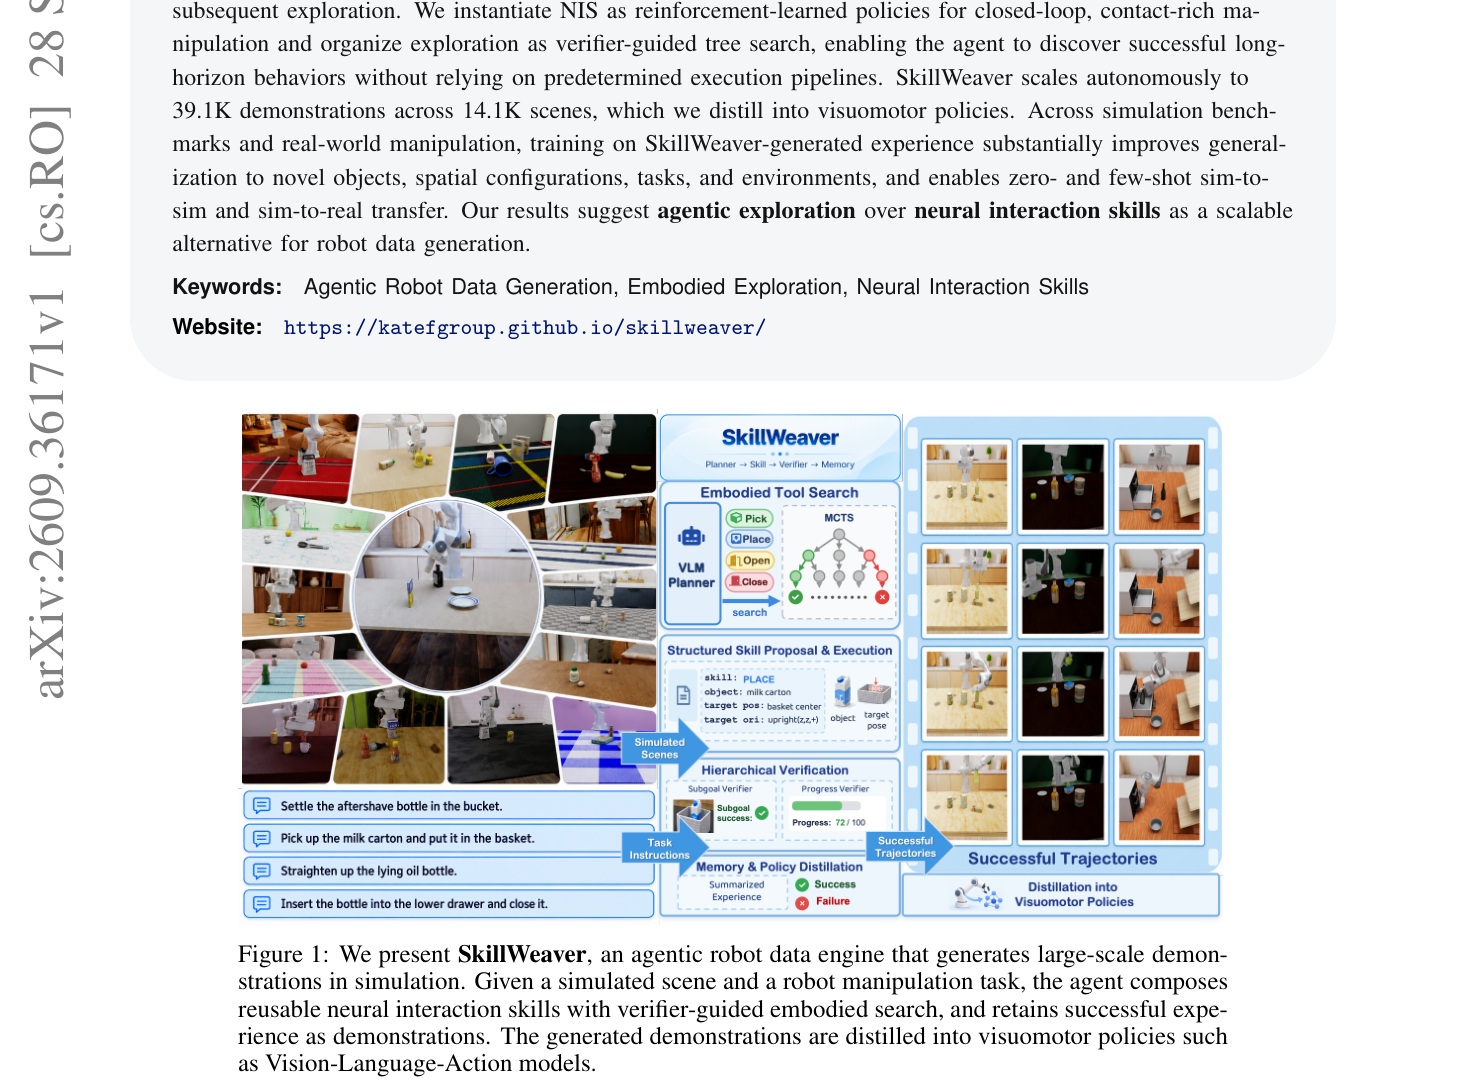 subsequent exploration. We instantiate NIS as reinforcement-learned policies for closed-loop, contact-rich ma-
nipulation and organize exploration as verifier-guided tree search, enabling the agent to discover successful long-
horizon behaviors without relying on predetermined execution pipelines. SkillWeaver scales autonomously to
39.1K demonstrations across 14.1K scenes, which we distill into visuomotor policies. Across simulation bench-
marks and real-world manipulation, training on SkillWeaver-generated experience substantially improves general-
ization to novel objects, spatial configurations, tasks, and environments, and enables zero- and few-shot sim-to-
sim and sim-to-real transfer. Our results suggest agentic exploration over neural interaction skills as a scalable
alternative for robot data generation.
Keywords: Agentic Robot Data Generation, Embodied Exploration, Neural Interaction Skills
Website: https://katefgroup.github.io/skillweaver/
arXiv:2609.36171v1 [cs.RO] 28 S
SkillWeaver
Planner → Skill → Verifier → Memory
Embodied Tool Search
VLM
Planner
Pick
Place
Open
Close
search
MCTS
Structured Skill Proposal & Execution
skill: PLACE
object: milk carton
target pos: basket center
target ori: upright(z,z,+)
object
target
pose
Simulated
Scenes
Hierarchical Verification
Subgoal Verifier
Subgoal
success:
Progress Verifier
Progress: 72 / 100
Task
Instructions
Successful
Trajectories
Memory & Policy Distillation
Summarized
Experience
Success
Failure
Settle the aftershave bottle in the bucket.
Pick up the milk carton and put it in the basket.
Straighten up the lying oil bottle.
Insert the bottle into the lower drawer and close it.
Successful Trajectories
Distillation into
Visuomotor Policies
Figure 1: We present SkillWeaver, an agentic robot data engine that generates large-scale demon-
strations in simulation. Given a simulated scene and a robot manipulation task, the agent composes
reusable neural interaction skills with verifier-guided embodied search, and retains successful expe-
rience as demonstrations. The generated demonstrations are distilled into visuomotor policies such
as Vision-Language-Action models.